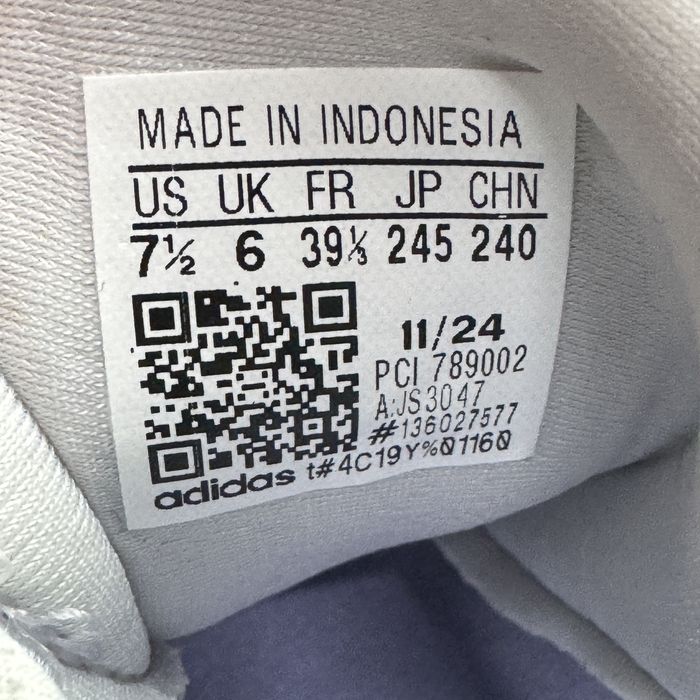 MADE IN INDONESIA
US UK FR JP CHN
7½ 6 39⅓ 245 240
11/24
PCI 789002
A:JS3047
#136027577
adidas t#4C19Y%01160